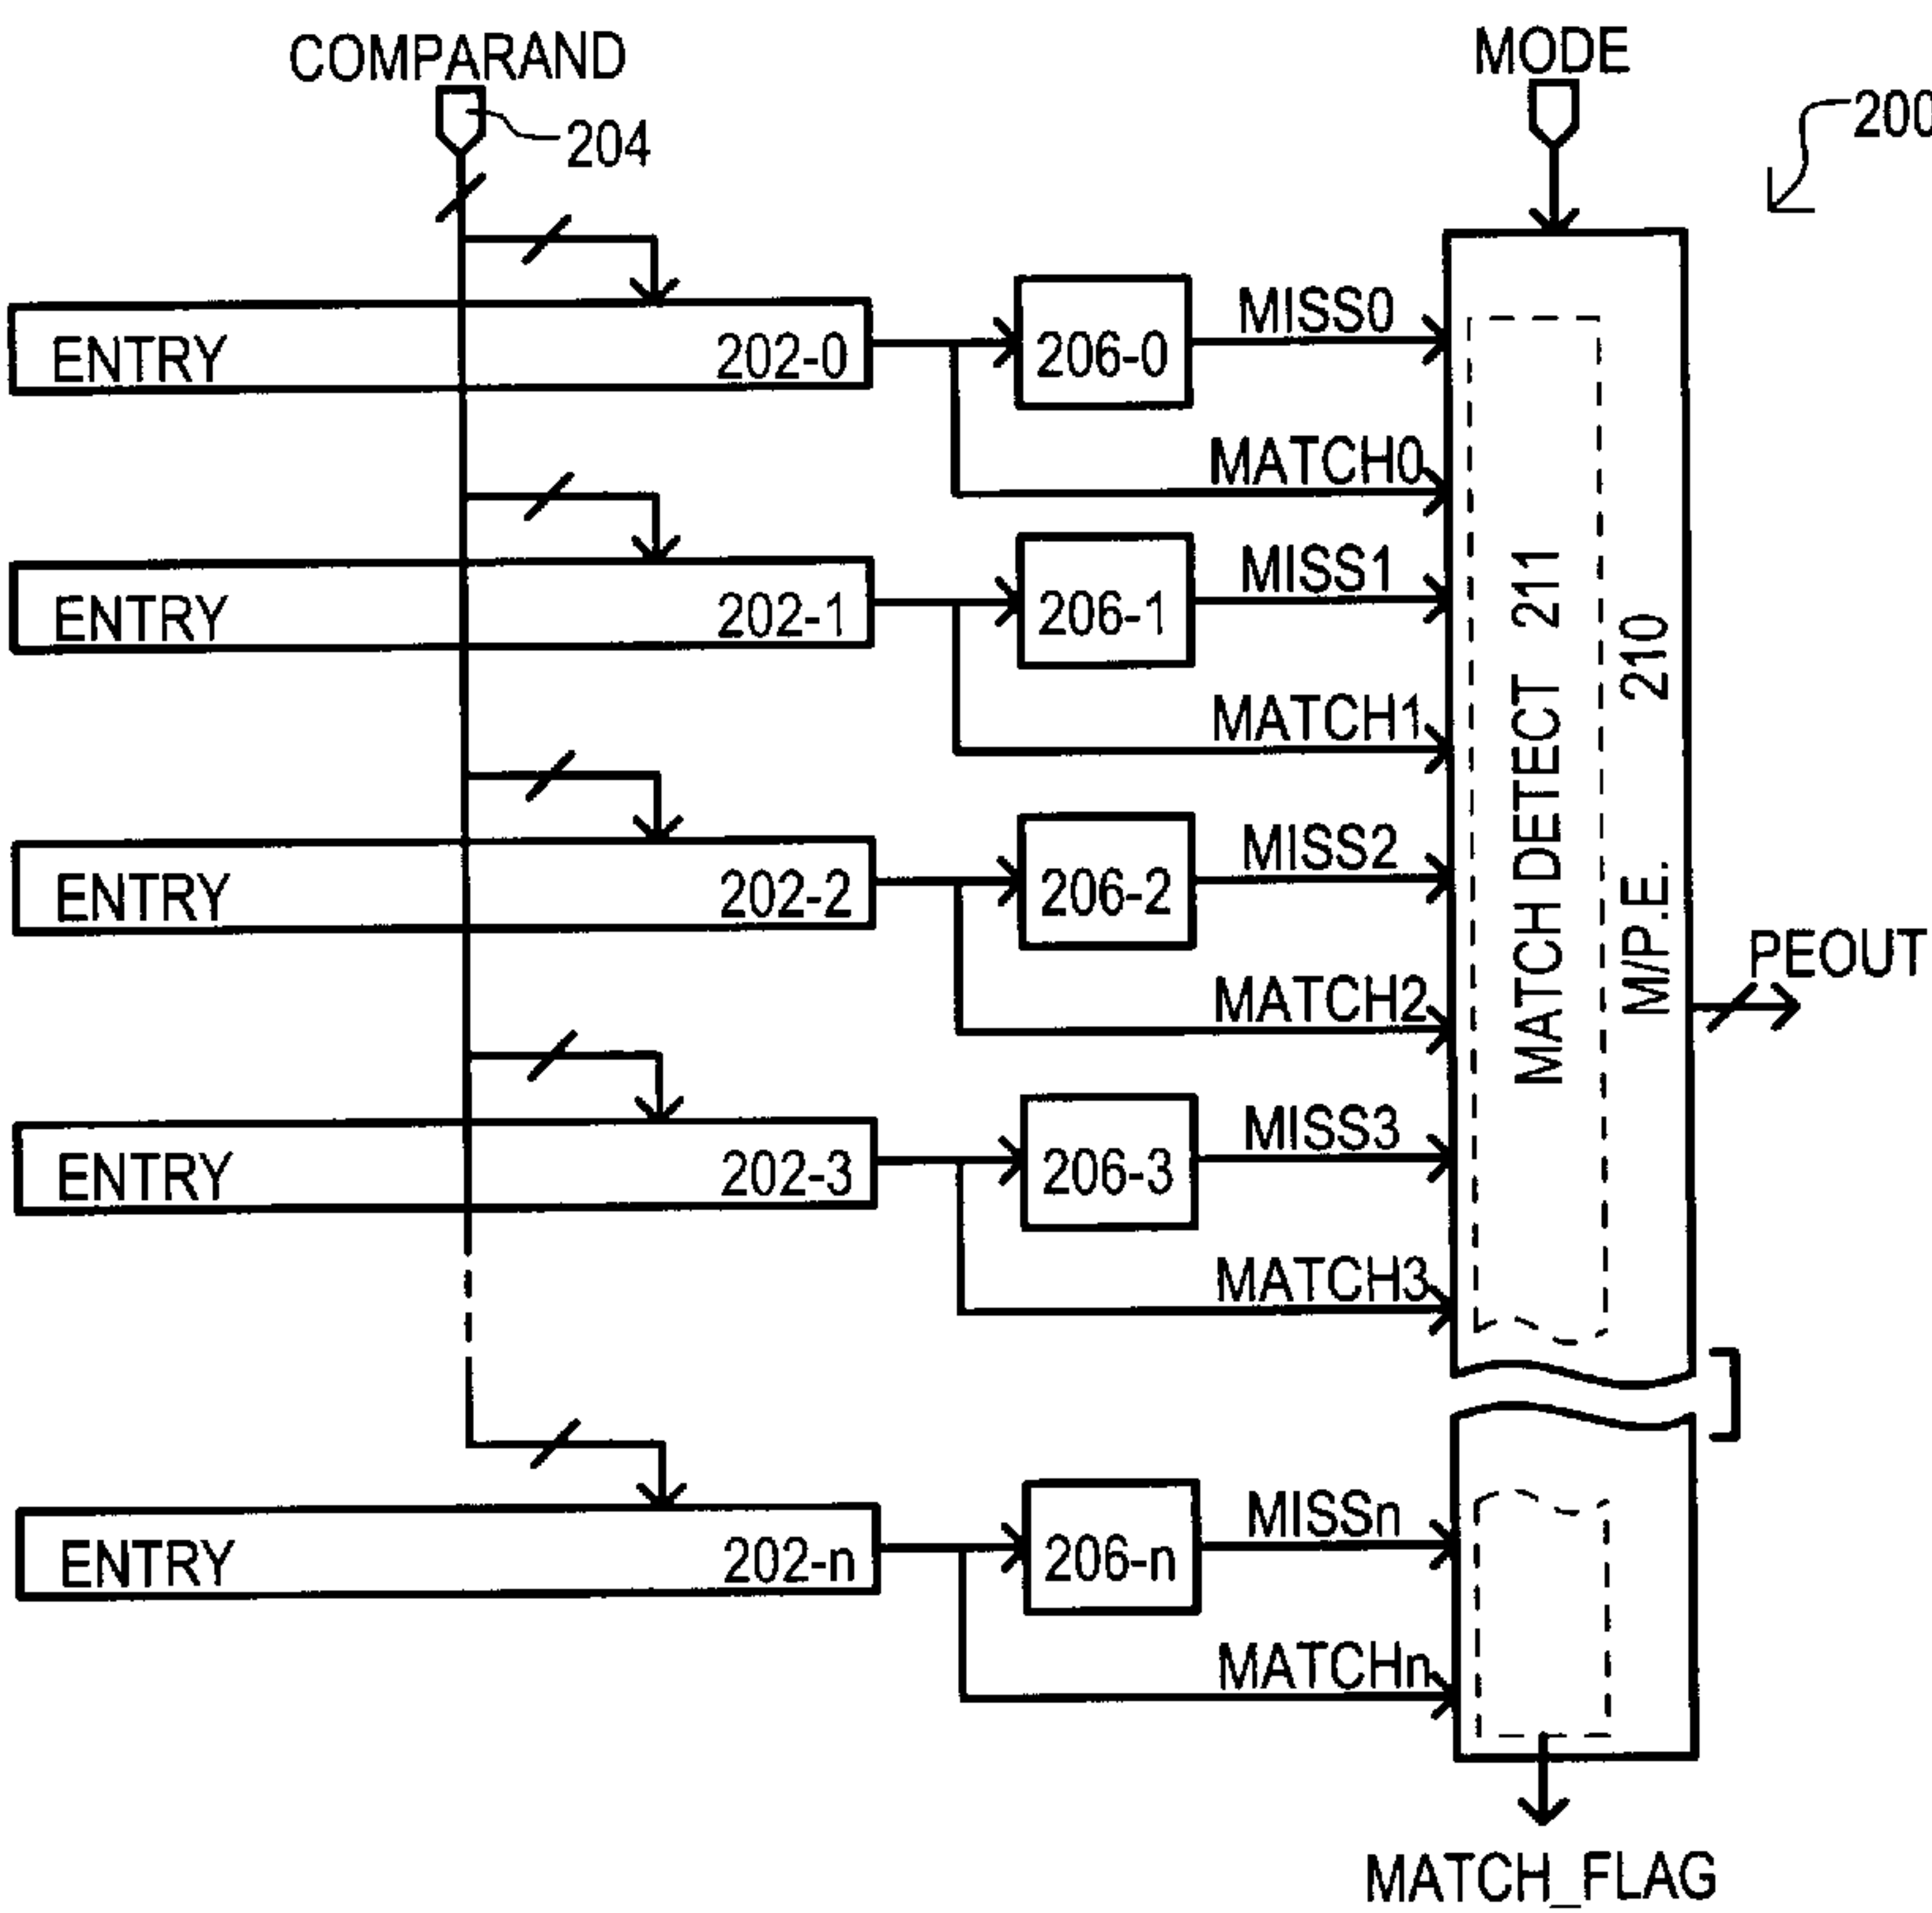 COMPARAND
MODE
204
200
ENTRY 202-0
206-0
MISS0
MATCH0
ENTRY 202-1
206-1
MISS1
MATCH1
ENTRY 202-2
206-2
MISS2
MATCH2
ENTRY 202-3
206-3
MISS3
MATCH3
ENTRY 202-n
206-n
MISSn
MATCHn
MATCH DETECT 211
M/P.E. 210
PEOUT
MATCH_FLAG